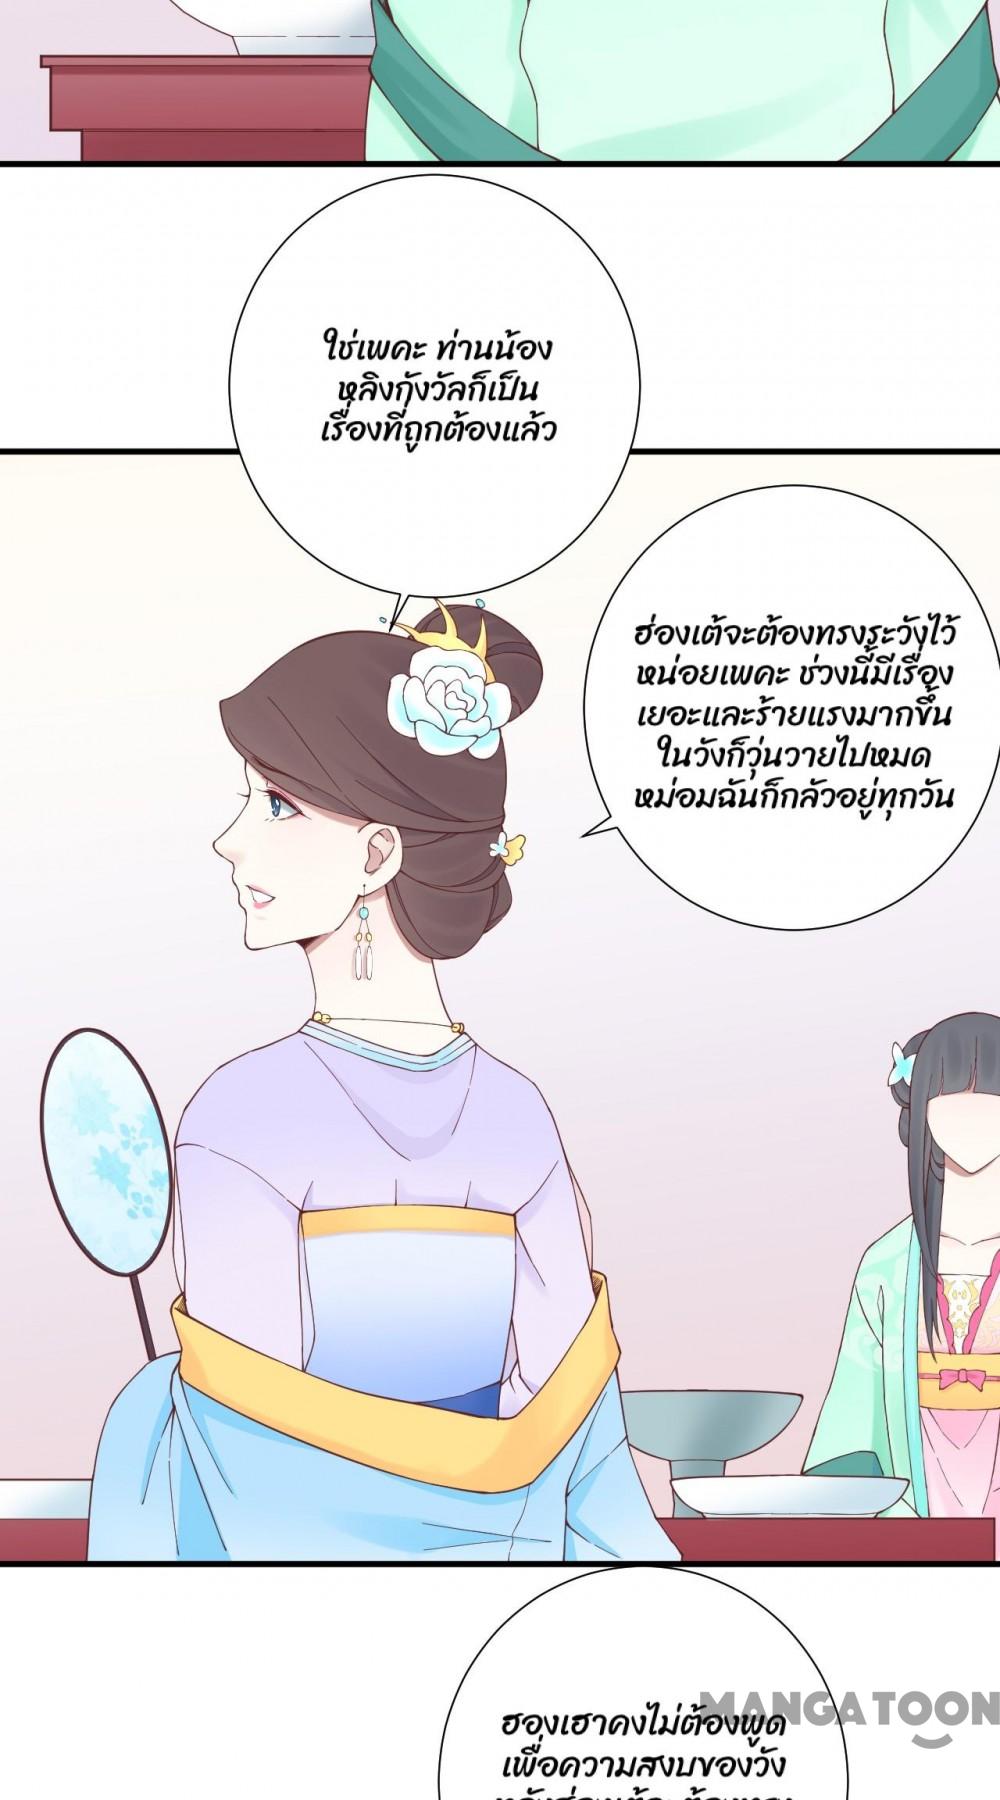 ใช่เพคะ ท่านน้อง
หลิงกังวัลก็เป็น
เรื่องที่ถูกต้องแล้ว
ฮ่องเต้จะต้องทรงระวังไว้
หน่อยเพคะ ช่วงนี้มีเรื่อง
เยอะและร้ายแรงมากขึ้น
ในวังก็วุ่นวายไปหมด
หม่อมฉันก็กลัวอยู่ทุกวัน
ฮองเฮาคงไม่ต้องพูด
เพื่อความสงบของวัง
MANGATOON